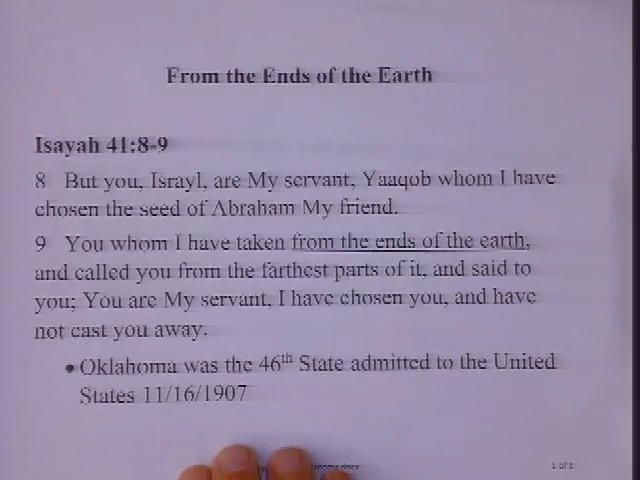 From the Ends of the Earth
Isayah 41:8-9
8 But you, Israyl, are My servant, Yaaqob whom I have
chosen the seed of Abraham My friend.
9 You whom I have taken from the ends of the earth,
and called you from the farthest parts of it, and said to
you; You are My servant, I have chosen you, and have
not cast you away.
• Oklahoma was the 46th State admitted to the United
States 11/16/1907
1 of 1